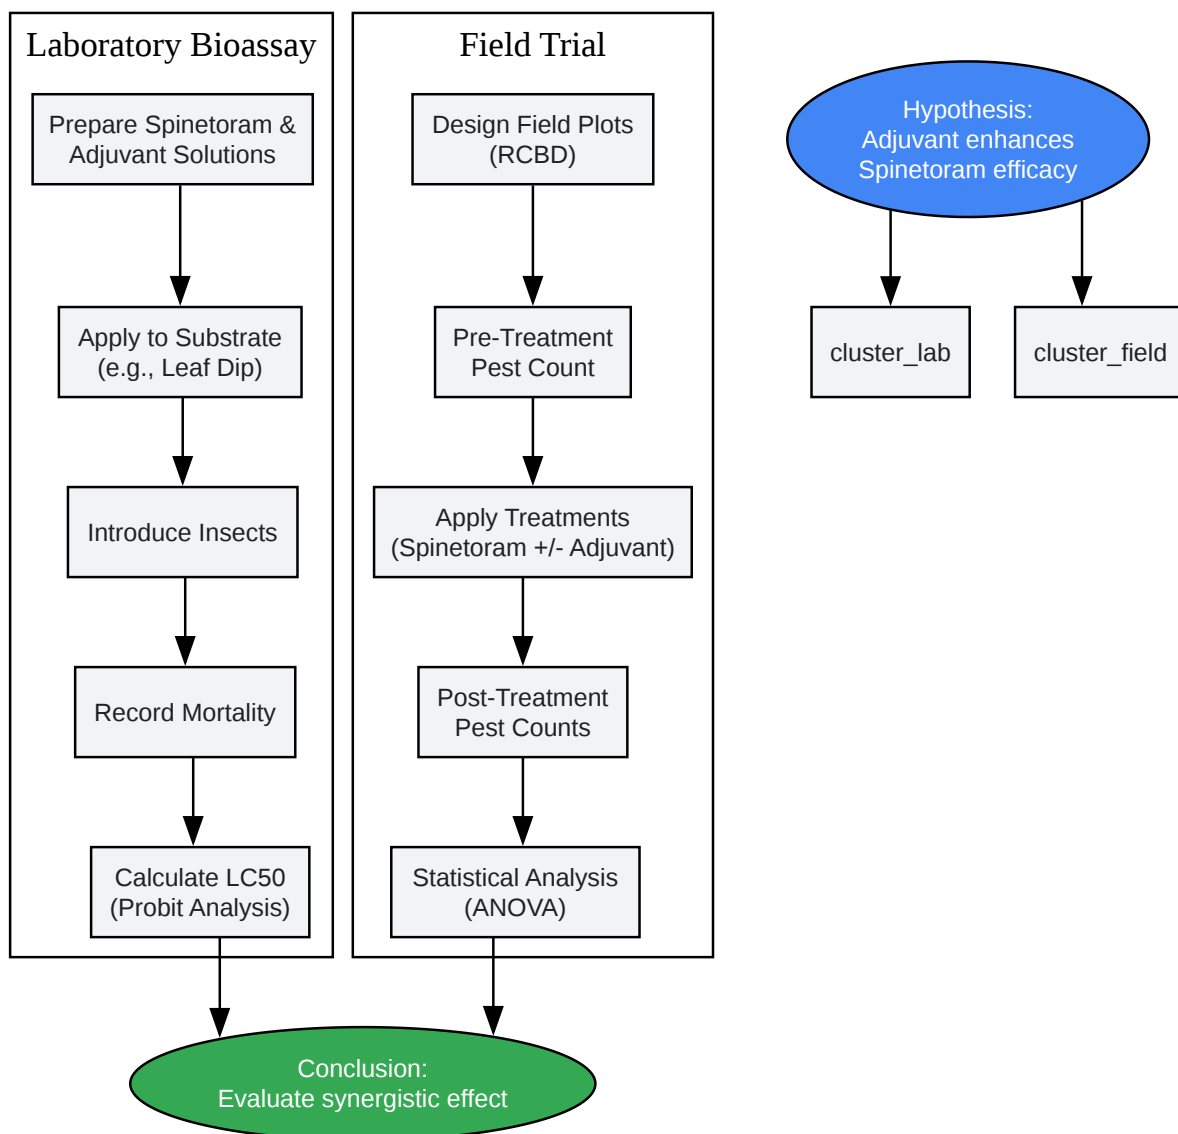 Laboratory Bioassay
Prepare Spinetoram &
Adjuvant Solutions
Apply to Substrate
(e.g., Leaf Dip)
Introduce Insects
Record Mortality
Calculate LC50
(Probit Analysis)
Field Trial
Design Field Plots
(RCBD)
Pre-Treatment
Pest Count
Apply Treatments
(Spinetoram +/- Adjuvant)
Post-Treatment
Pest Counts
Statistical Analysis
(ANOVA)
Hypothesis:
Adjuvant enhances
Spinetoram efficacy
cluster_lab
cluster_field
Conclusion:
Evaluate synergistic effect